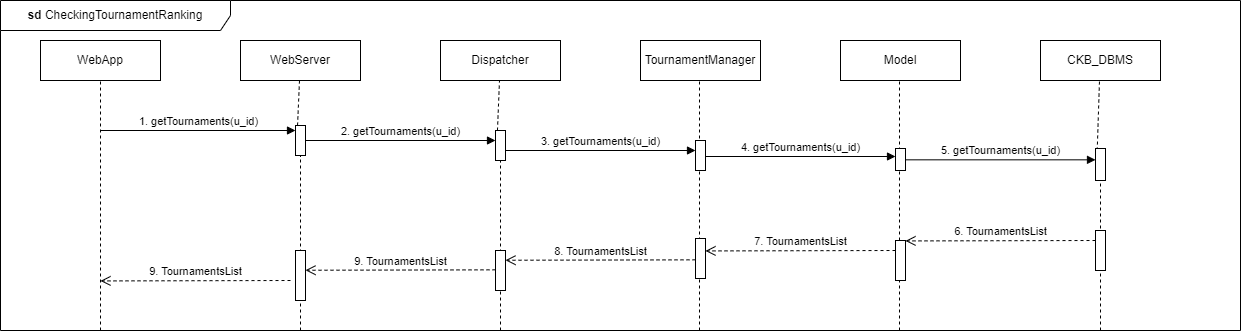 sd CheckingTournamentRanking
WebApp
WebServer
Dispatcher
TournamentManager
Model
CKB_DBMS
1. getTournaments(u_id)
2. getTournaments(u_id)
3. getTournaments(u_id)
4. getTournaments(u_id)
5. getTournaments(u_id)
6. TournamentsList
7. TournamentsList
8. TournamentsList
9. TournamentsList
9. TournamentsList